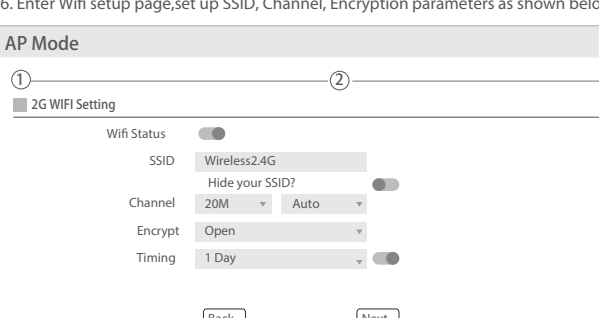 6. Enter Wifi setup page,set up SSID, Channel, Encryption parameters as shown belo
AP Mode
1 2
2G WIFI Setting
Wifi Status
SSID Wireless2.4G
Hide your SSID?
Channel 20M Auto
Encrypt Open
Timing 1 Day
Back Next